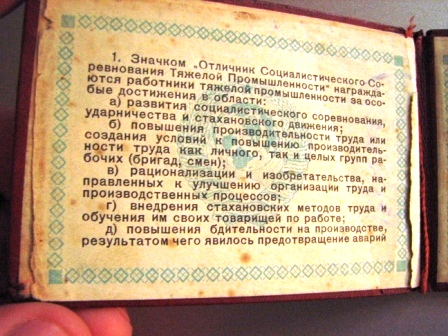 1. Значком „Отличник Социалистического Со-
ревнования Тяжелой Промышленности" награжда-
ются работники тяжелой промышленности за осо-
бые достижения в области:
а) развития социалистического соревнования,
ударничества и стахановского движения;
б) повышения производительности труда или
создания условий к повышению производитель-
ности труда как личного, так и целых групп ра-
бочих (бригад, смен);
в) рационализации и изобретательства, на-
правленных к улучшению организации труда и
производственных процессов;
г) внедрения стахановских методов труда и
обучения им своих товарищей по работе;
д) повышения бдительности на производстве,
результатом чего явилось предотвращение аварий